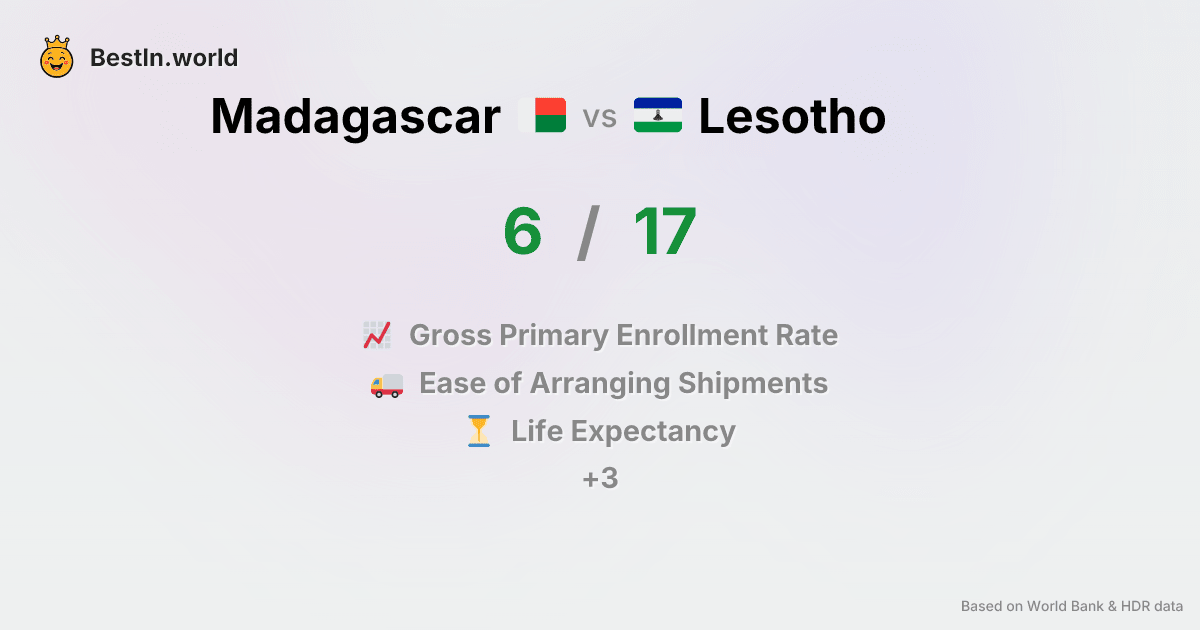 BestIn.world
Madagascar vs Lesotho
6 / 17
Gross Primary Enrollment Rate
Ease of Arranging Shipments
Life Expectancy
+3
Based on World Bank & HDR data